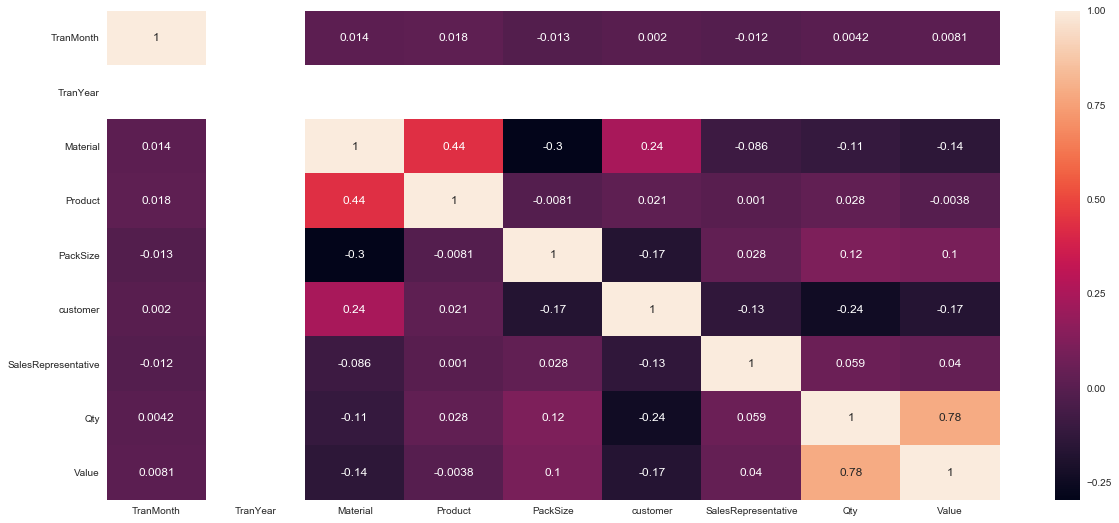 1.00
TranMonth 1 0.014 0.018 -0.013 0.002 -0.012 0.0042 0.0081
TranYear
0.75
Material 0.014 1 0.44 -0.3 0.24 -0.086 -0.11 -0.14
Product 0.018 0.44 1 -0.0081 0.021 0.001 0.028 -0.0038
0.50
PackSize -0.013 -0.3 -0.0081 1 -0.17 0.028 0.12 0.1
0.25
customer 0.002 0.24 0.021 -0.17 1 -0.13 -0.24 -0.17
SalesRepresentative -0.012 -0.086 0.001 0.028 -0.13 1 0.059 0.04
0.00
Qty 0.0042 -0.11 0.028 0.12 -0.24 0.059 1 0.78
Value 0.0081 -0.14 -0.0038 0.1 -0.17 0.04 0.78 1
−0.25
TranMonth TranYear Material Product PackSize customer SalesRepresentative Qty Value